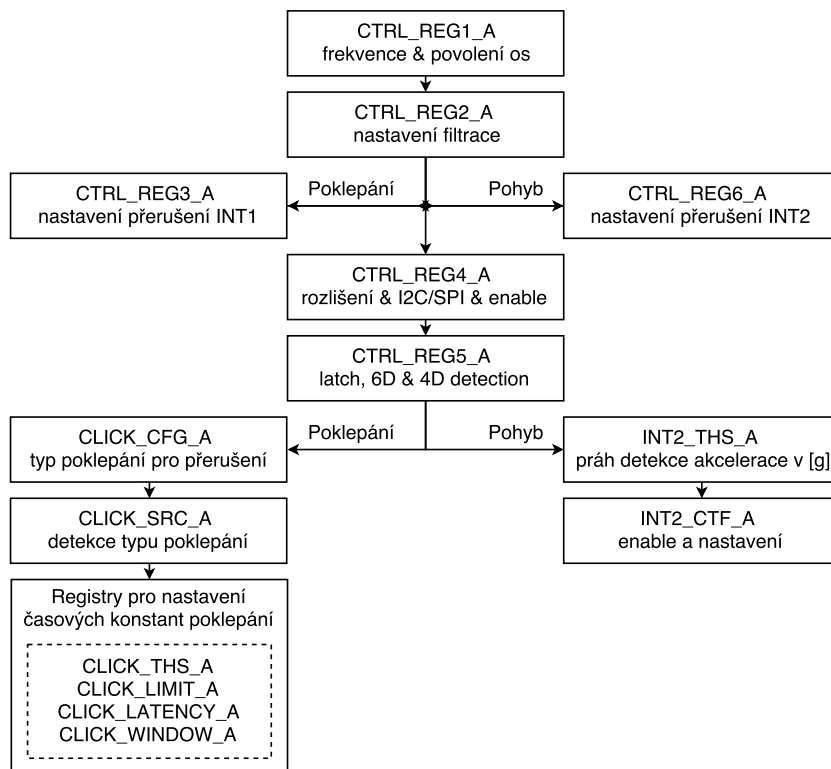 CTRL_REG1_A
frekvence & povolení os
CTRL_REG2_A
nastavení filtrace
Poklepání
Pohyb
CTRL_REG3_A
nastavení přerušení INT1
CTRL_REG6_A
nastavení přerušení INT2
CTRL_REG4_A
rozlišení & I2C/SPI & enable
CTRL_REG5_A
latch, 6D & 4D detection
Poklepání
Pohyb
CLICK_CFG_A
typ poklepání pro přerušení
INT2_THS_A
práh detekce akcelerace v [g]
CLICK_SRC_A
detekce typu poklepání
INT2_CTF_A
enable a nastavení
Registry pro nastavení
časových konstant poklepání
CLICK_THS_A
CLICK_LIMIT_A
CLICK_LATENCY_A
CLICK_WINDOW_A